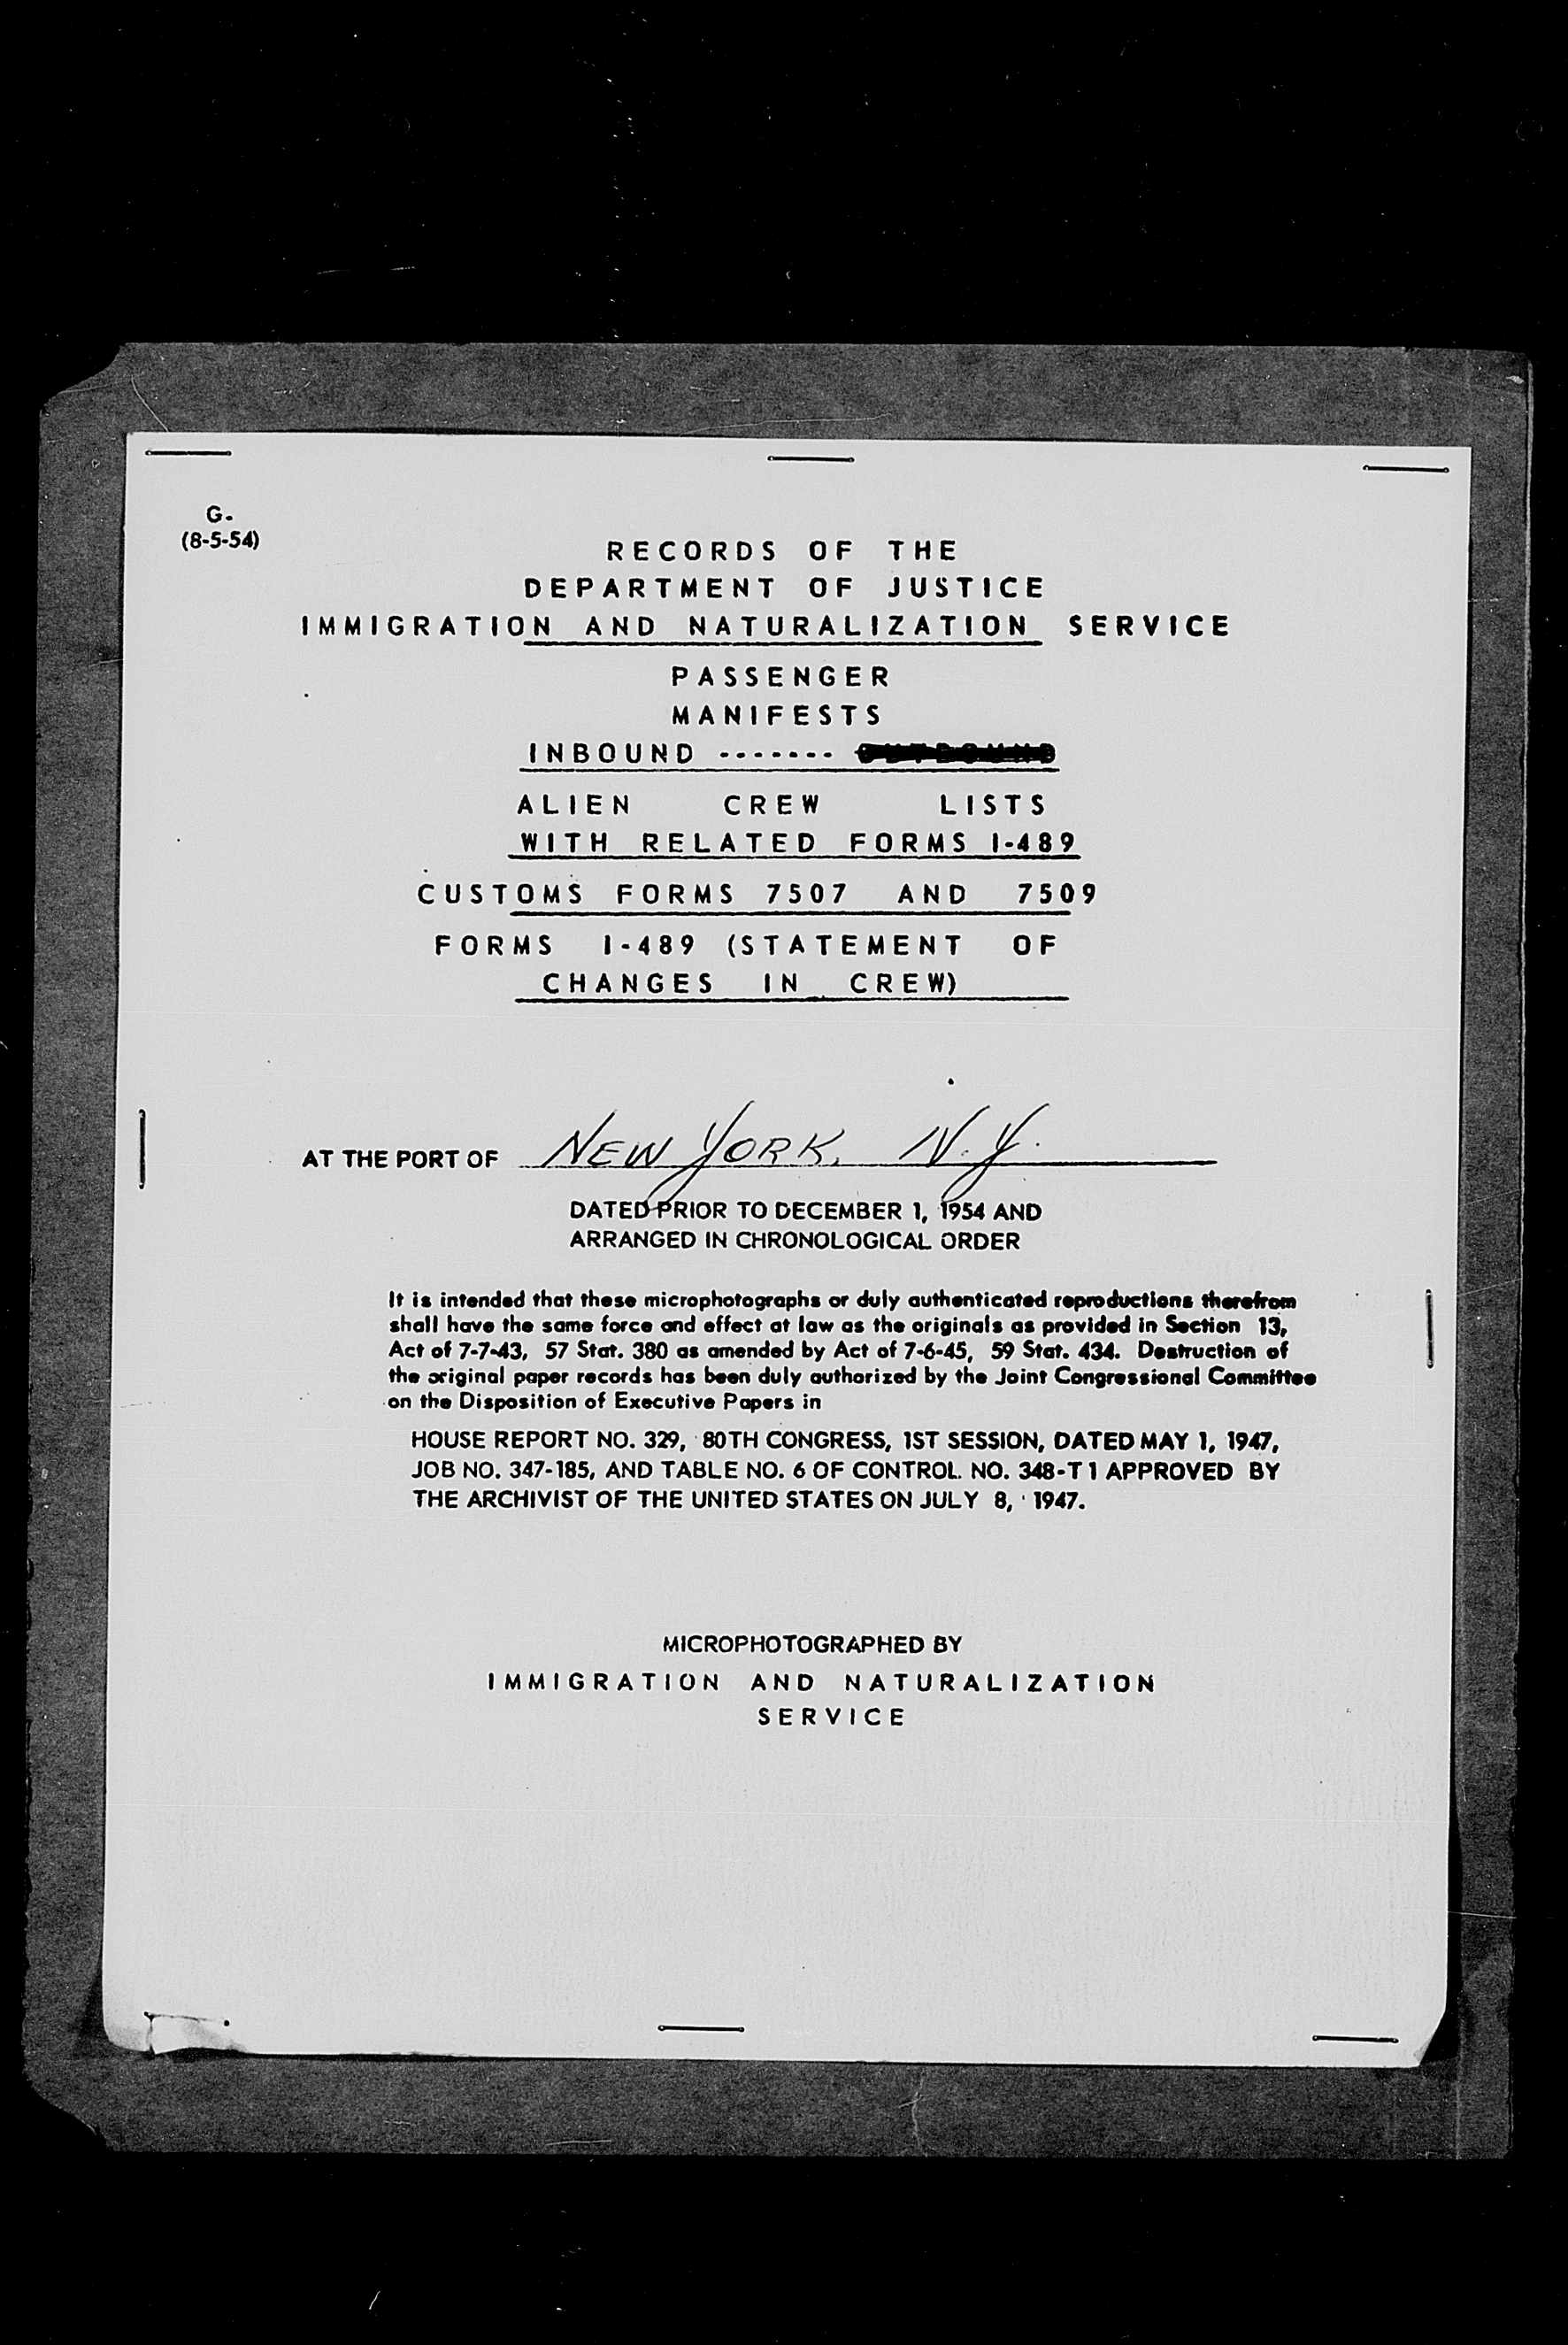 G.
(8-5-54)
RECORDS OF THE
DEPARTMENT OF JUSTICE
IMMIGRATION AND NATURALIZATION SERVICE
PASSENGER
MANIFESTS
INBOUND ------- OUTBOUND
ALIEN CREW LISTS
WITH RELATED FORMS I-489
CUSTOMS FORMS 7507 AND 7509
FORMS I-489 (STATEMENT OF
CHANGES IN CREW)
AT THE PORT OF NEW YORK, N.Y.
DATED PRIOR TO DECEMBER 1, 1954 AND
ARRANGED IN CHRONOLOGICAL ORDER
It is intended that these microphotographs or duly authenticated reproductions therefrom
shall have the same force and effect at law as the originals as provided in Section 13,
Act of 7-7-43, 57 Stat. 380 as amended by Act of 7-6-45, 59 Stat. 434. Destruction of
the original paper records has been duly authorized by the Joint Congressional Committee
on the Disposition of Executive Papers in
HOUSE REPORT NO. 329, 80TH CONGRESS, 1ST SESSION, DATED MAY 1, 1947,
JOB NO. 347-185, AND TABLE NO. 6 OF CONTROL NO. 348-T1 APPROVED BY
THE ARCHIVIST OF THE UNITED STATES ON JULY 8, 1947.
MICROPHOTOGRAPHED BY
IMMIGRATION AND NATURALIZATION
SERVICE